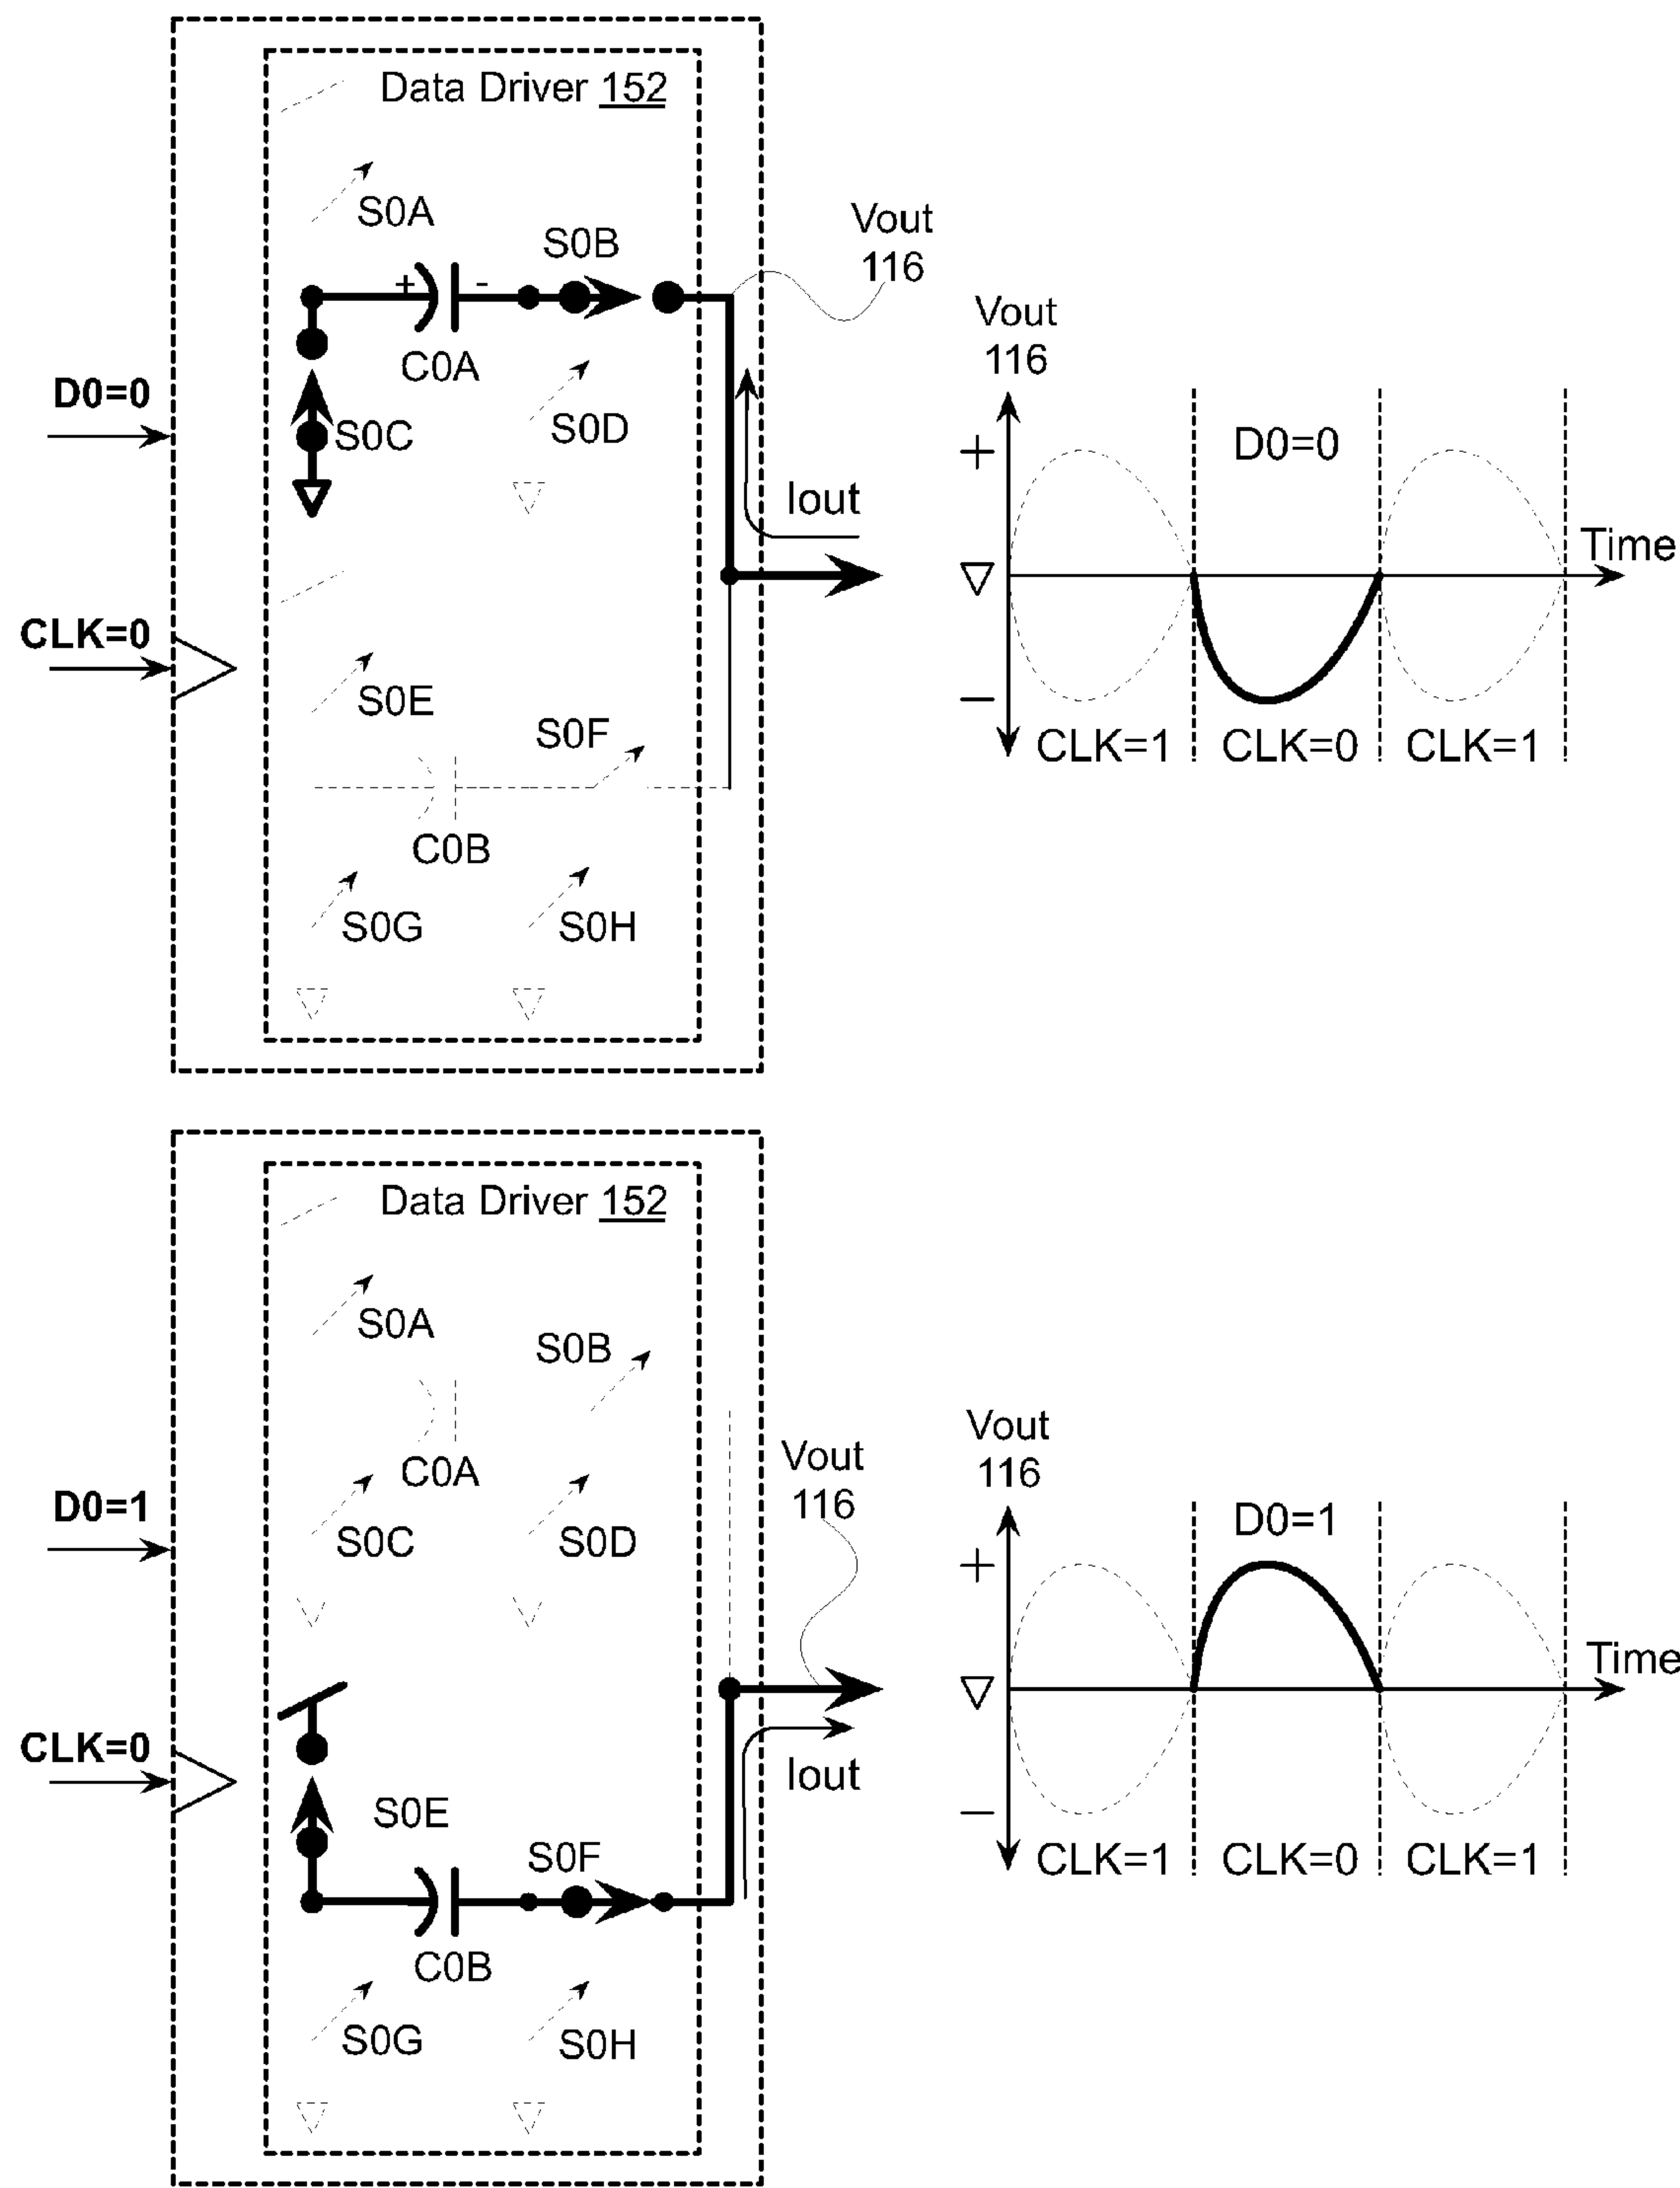 Data Driver 152
S0A
S0B
Vout
116
+ -
C0A
D0=0
S0C
S0D
Iout
CLK=0
S0E
S0F
C0B
S0G
S0H
Vout
116
+
D0=0
Time
−
CLK=1
CLK=0
CLK=1
Data Driver 152
S0A
S0B
C0A
D0=1
S0C
S0D
Vout
116
CLK=0
Iout
S0E
S0F
C0B
S0G
S0H
Vout
116
+
D0=1
Time
−
CLK=1
CLK=0
CLK=1